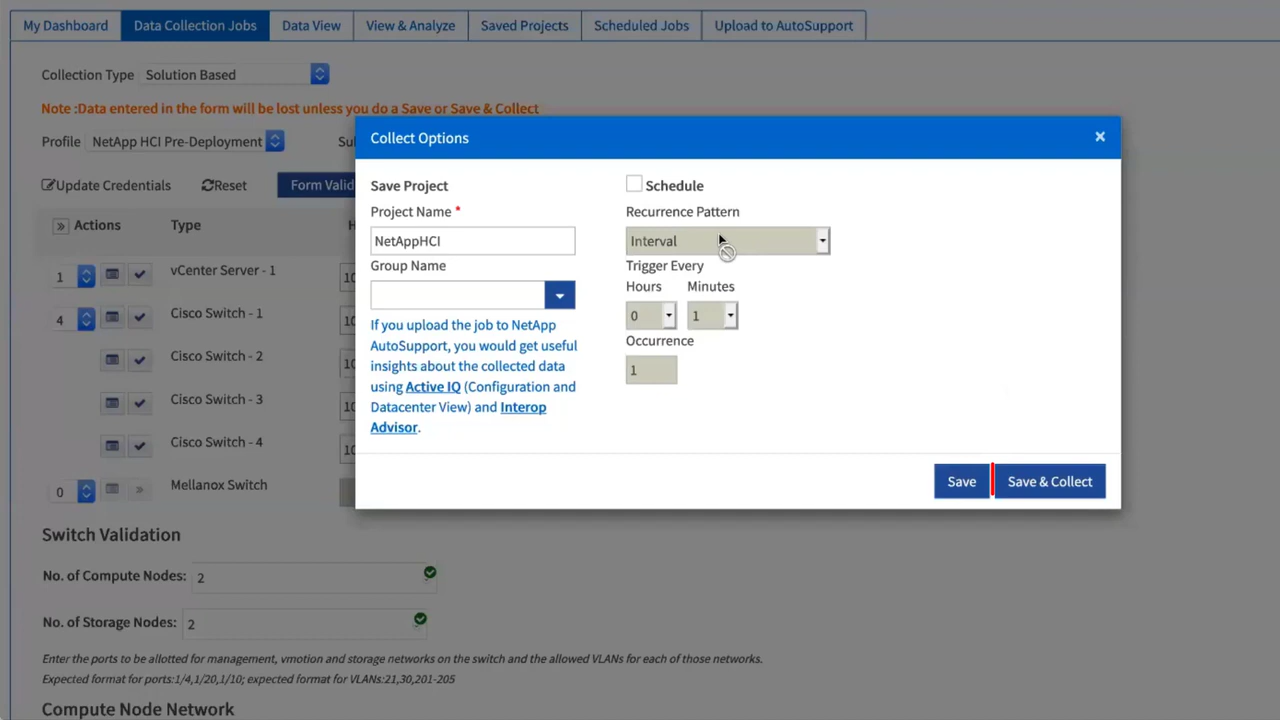 My Dashboard
Data Collection Jobs
Data View
View & Analyze
Saved Projects
Scheduled Jobs
Upload to AutoSupport
Collection Type Solution Based
Note :Data entered in the form will be lost unless you do a Save or Save & Collect
Profile NetApp HCI Pre-Deployment
Update Credentials
Reset
Form Valid
» Actions Type
1 vCenter Server - 1 10
4 Cisco Switch - 1 10
Cisco Switch - 2 10
Cisco Switch - 3 10
Cisco Switch - 4 10
0 » Mellanox Switch
Switch Validation
No. of Compute Nodes: 2
No. of Storage Nodes: 2
Enter the ports to be allotted for management, vmotion and storage networks on the switch and the allowed VLANs for each of those networks.
Expected format for ports:1/4,1/20,1/10; expected format for VLANs:21,30,201-205
Compute Node Network
Collect Options
×
Save Project
Project Name *
NetAppHCI
Group Name
If you upload the job to NetApp
AutoSupport, you would get useful
insights about the collected data
using Active IQ (Configuration and
Datacenter View) and Interop
Advisor.
Schedule
Recurrence Pattern
Interval
Trigger Every
Hours Minutes
0 1
Occurrence
1
Save
Save & Collect